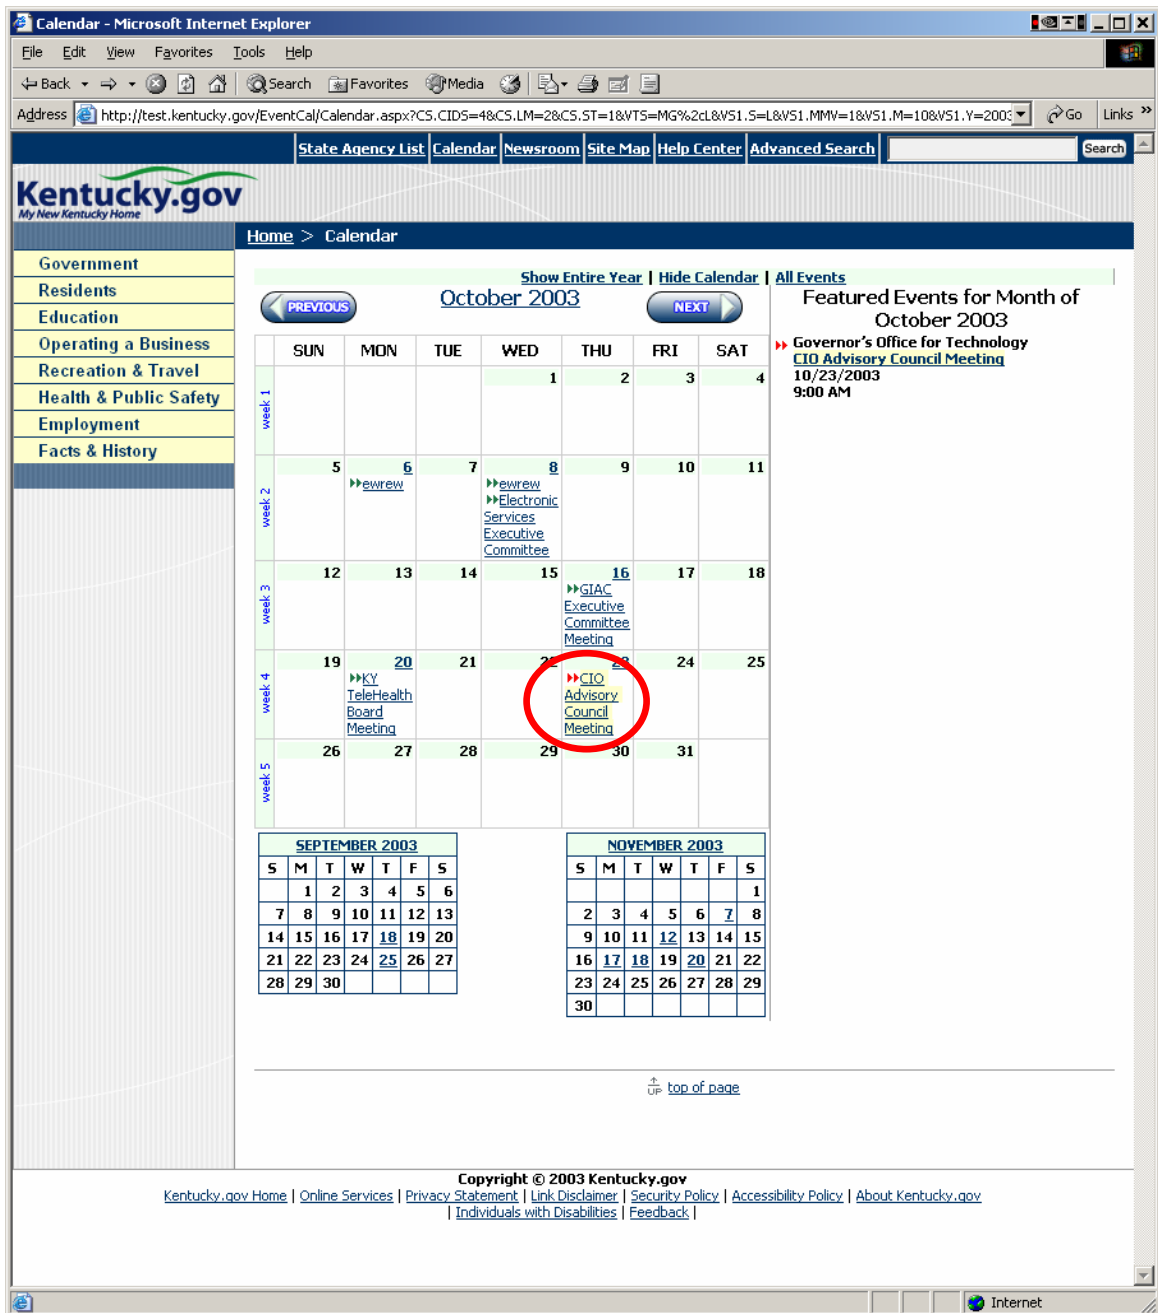 Calendar - Microsoft Internet Explorer
File Edit View Favorites Tools Help
Back Search Favorites Media
Address http://test.kentucky.gov/EventCal/Calendar.aspx?CS.CIDS=4&CS.LM=28&CS.ST=1&VTS=MG%2cL&VS1.S=L&VS1.MMV=1&VS1.M=10&VS1.Y=2003 Go Links »
State Agency List Calendar Newsroom Site Map Help Center Advanced Search Search
Kentucky.gov
My New Kentucky Home
Home > Calendar
Government
Residents
Education
Operating a Business
Recreation & Travel
Health & Public Safety
Employment
Facts & History
Show Entire Year | Hide Calendar | All Events
PREVIOUS October 2003 NEXT
SUN MON TUE WED THU FRI SAT
week 1
1 2 3 4
week 2
5 6 7 8 9 10 11
ewrew
ewrew
Electronic
Services
Executive
Committee
week 3
12 13 14 15 16 17 18
GIAC
Executive
Committee
Meeting
week 4
19 20 21 22 23 24 25
KY
TeleHealth
Board
Meeting
CIO
Advisory
Council
Meeting
week 5
26 27 28 29 30 31
Featured Events for Month of
October 2003
Governor's Office for Technology
CIO Advisory Council Meeting
10/23/2003
9:00 AM
SEPTEMBER 2003
S M T W T F S
1 2 3 4 5 6
7 8 9 10 11 12 13
14 15 16 17 18 19 20
21 22 23 24 25 26 27
28 29 30
NOVEMBER 2003
S M T W T F S
1
2 3 4 5 6 7 8
9 10 11 12 13 14 15
16 17 18 19 20 21 22
23 24 25 26 27 28 29
30
UP top of page
Copyright © 2003 Kentucky.gov
Kentucky.gov Home | Online Services | Privacy Statement | Link Disclaimer | Security Policy | Accessibility Policy | About Kentucky.gov
| Individuals with Disabilities | Feedback |
Internet